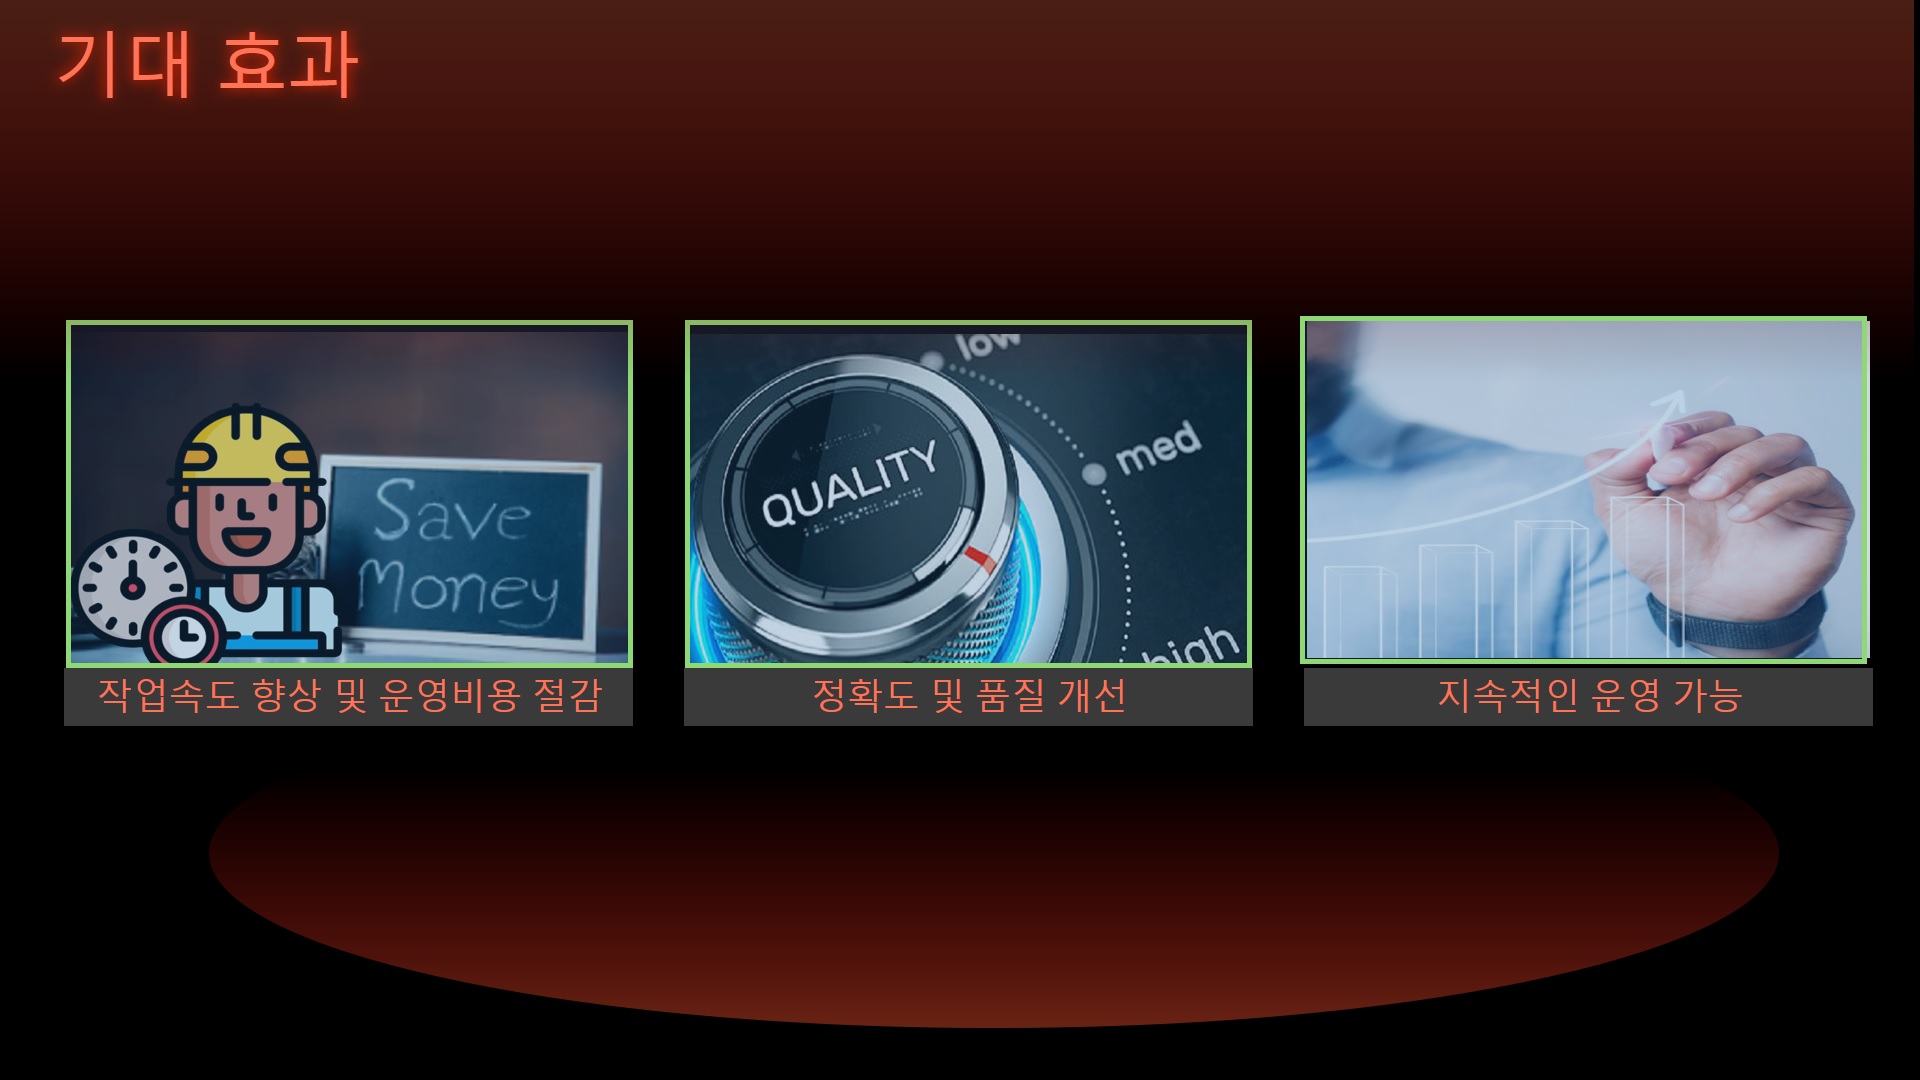 기대 효과
Save
Money
QUALITY
low
med
high
작업속도 향상 및 운영비용 절감
정확도 및 품질 개선
지속적인 운영 가능